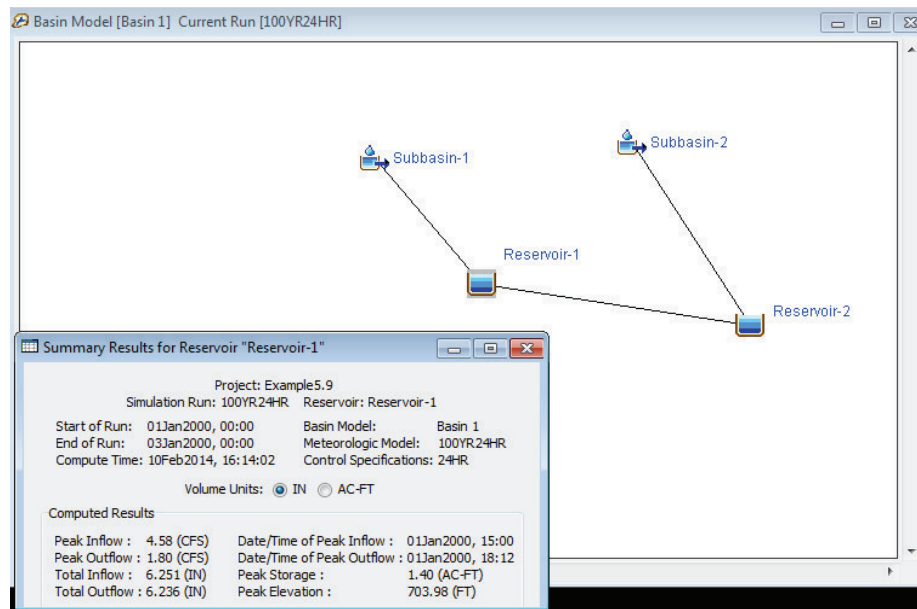 Basin Model [Basin 1] Current Run [100YR24HR]
Subbasin-1
Subbasin-2
Reservoir-1
Reservoir-2
Summary Results for Reservoir "Reservoir-1"
Project: Example5.9
Simulation Run: 100YR24HR Reservoir: Reservoir-1
Start of Run: 01Jan2000, 00:00 Basin Model: Basin 1
End of Run: 03Jan2000, 00:00 Meteorologic Model: 100YR24HR
Compute Time: 10Feb2014, 16:14:02 Control Specifications: 24HR
Volume Units: IN AC-FT
Computed Results
Peak Inflow : 4.58 (CFS) Date/Time of Peak Inflow : 01Jan2000, 15:00
Peak Outflow : 1.80 (CFS) Date/Time of Peak Outflow : 01Jan2000, 18:12
Total Inflow : 6.251 (IN) Peak Storage : 1.40 (AC-FT)
Total Outflow : 6.236 (IN) Peak Elevation : 703.98 (FT)